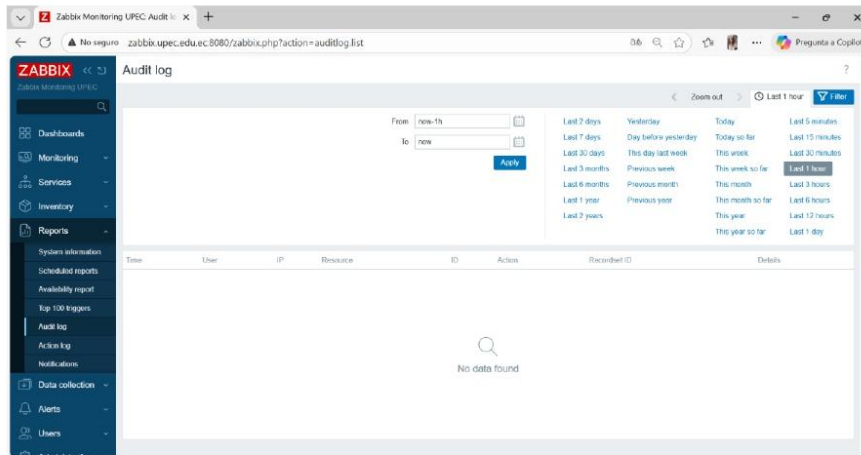 Zabbix Monitoring UPEC: Audit lo
No seguro zabbix.upec.edu.ec:8080/zabbix.php?action=auditlog.list
Pregunta a Copilot
ZABBIX
Zabbix Monitoring UPEC
Audit log
?
Zoom out
Last 1 hour
Filter
From now-1h
To now
Apply
Last 2 days Yesterday Today Last 5 minutes
Last 7 days Day before yesterday Today so far Last 15 minutes
Last 30 days This day last week This week Last 30 minutes
Last 3 months Previous week This week so far Last 1 hour
Last 6 months Previous month This month Last 3 hours
Last 1 year Previous year This month so far Last 6 hours
Last 2 years This year Last 12 hours
This year so far Last 1 day
Dashboards
Monitoring
Services
Inventory
Reports
System information
Scheduled reports
Availability report
Top 100 triggers
Audit log
Action log
Notifications
Data collection
Alerts
Users
Time User IP Resource ID Action Recordset ID Details
No data found